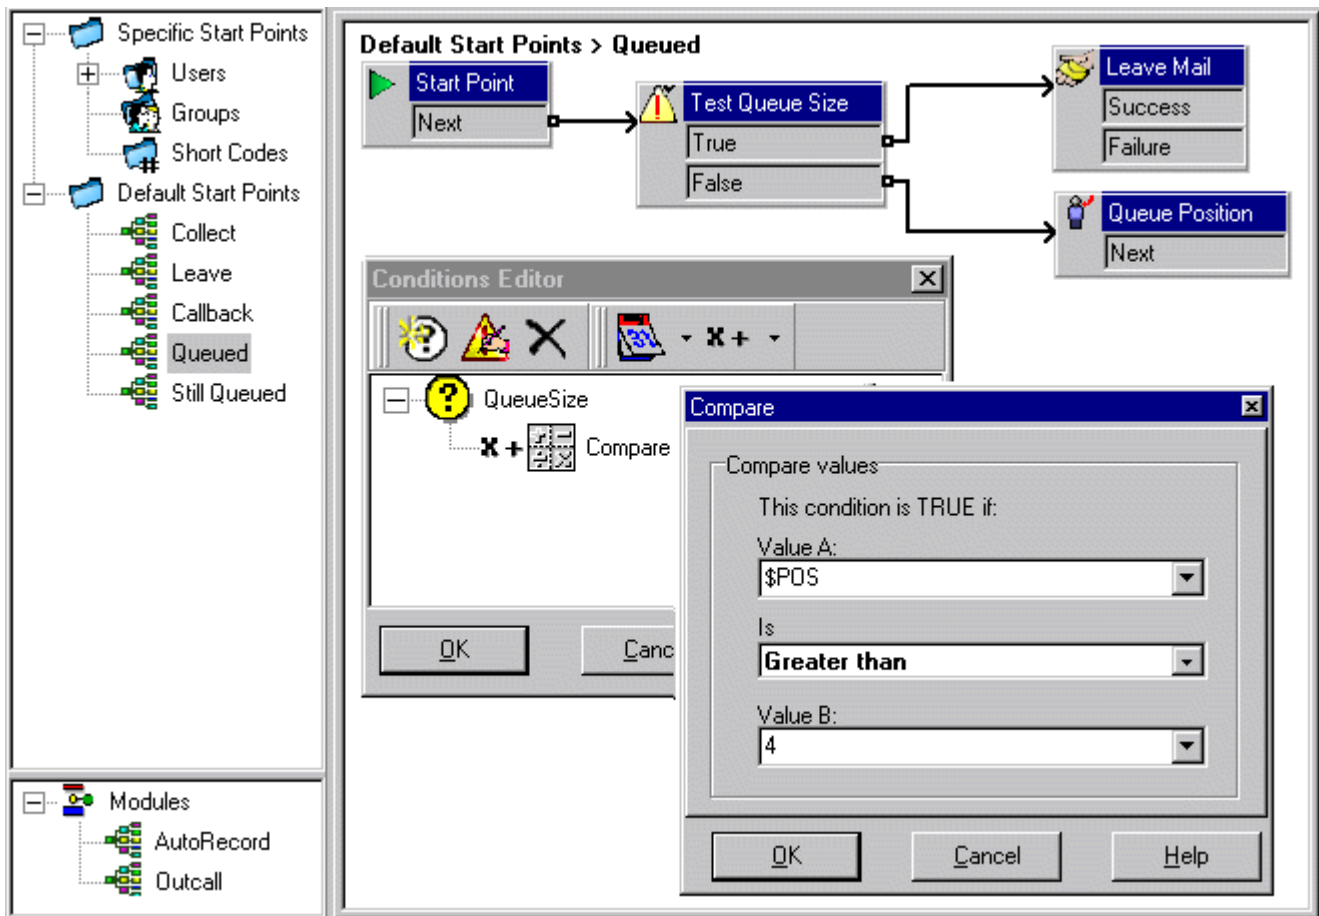 Specific Start Points
Users
Groups
Short Codes
Default Start Points
Collect
Leave
Callback
Queued
Still Queued
Modules
AutoRecord
Outcall
Default Start Points > Queued
Start Point
Next
Test Queue Size
True
False
Leave Mail
Success
Failure
Queue Position
Next
Conditions Editor
X +
QueueSize
X + Compare
OK
Canc
Compare
Compare values
This condition is TRUE if:
Value A:
$POS
Is
Greater than
Value B:
4
OK Cancel Help